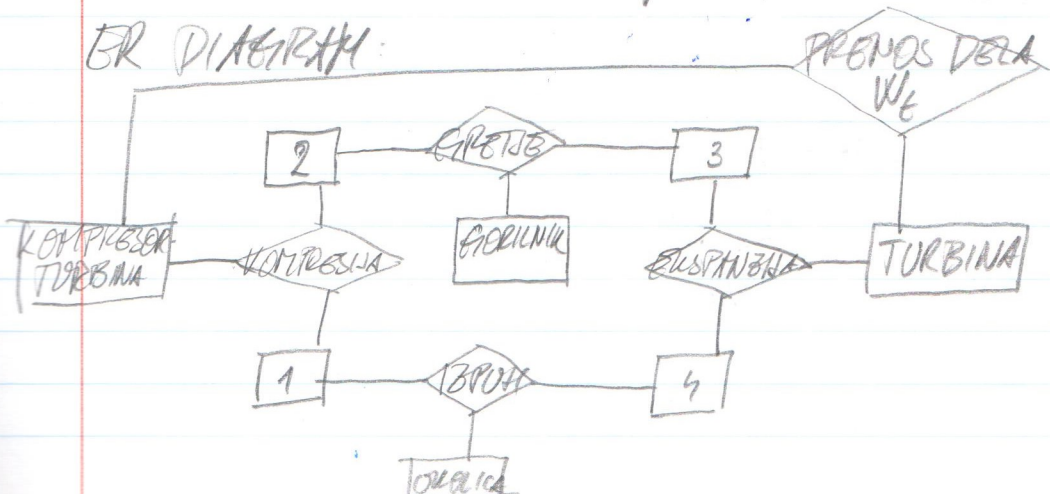 ER DIAGRAM:
PRENOS DELA
Wt
2
GRETJE
3
KOMPRESOR-
TURBINA
KOMPRESIJA
GORILNIK
EKSPANZIJA
TURBINA
1
IZPUH
4
OKOLICA